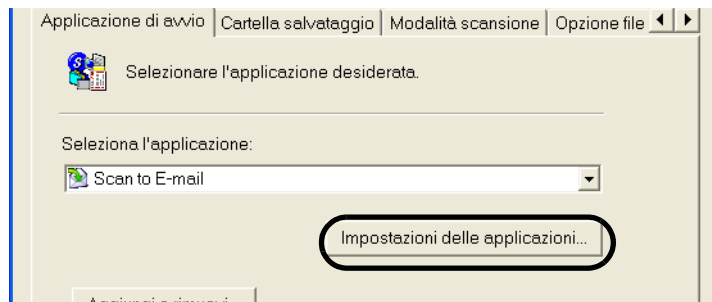 Applicazione di avvio Cartella salvataggio Modalità scansione Opzione file
Selezionare l'applicazione desiderata.
Seleziona l'applicazione:
Scan to E-mail
Impostazioni delle applicazioni...